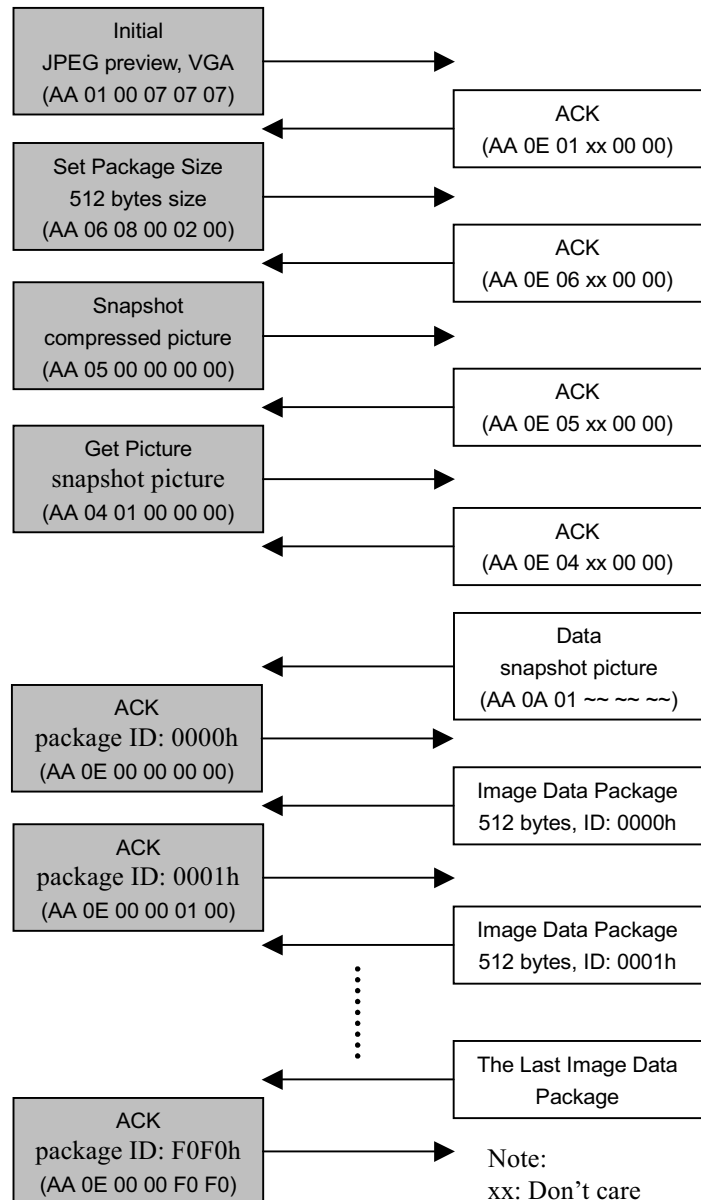 Initial
JPEG preview, VGA
(AA 01 00 07 07 07)
ACK
(AA 0E 01 xx 00 00)
Set Package Size
512 bytes size
(AA 06 08 00 02 00)
ACK
(AA 0E 06 xx 00 00)
Snapshot
compressed picture
(AA 05 00 00 00 00)
ACK
(AA 0E 05 xx 00 00)
Get Picture
snapshot picture
(AA 04 01 00 00 00)
ACK
(AA 0E 04 xx 00 00)
Data
snapshot picture
(AA 0A 01 ~~ ~~ ~~)
ACK
package ID: 0000h
(AA 0E 00 00 00 00)
Image Data Package
512 bytes, ID: 0000h
ACK
package ID: 0001h
(AA 0E 00 00 01 00)
Image Data Package
512 bytes, ID: 0001h
The Last Image Data
Package
ACK
package ID: F0F0h
(AA 0E 00 00 F0 F0)
Note:
xx: Don't care